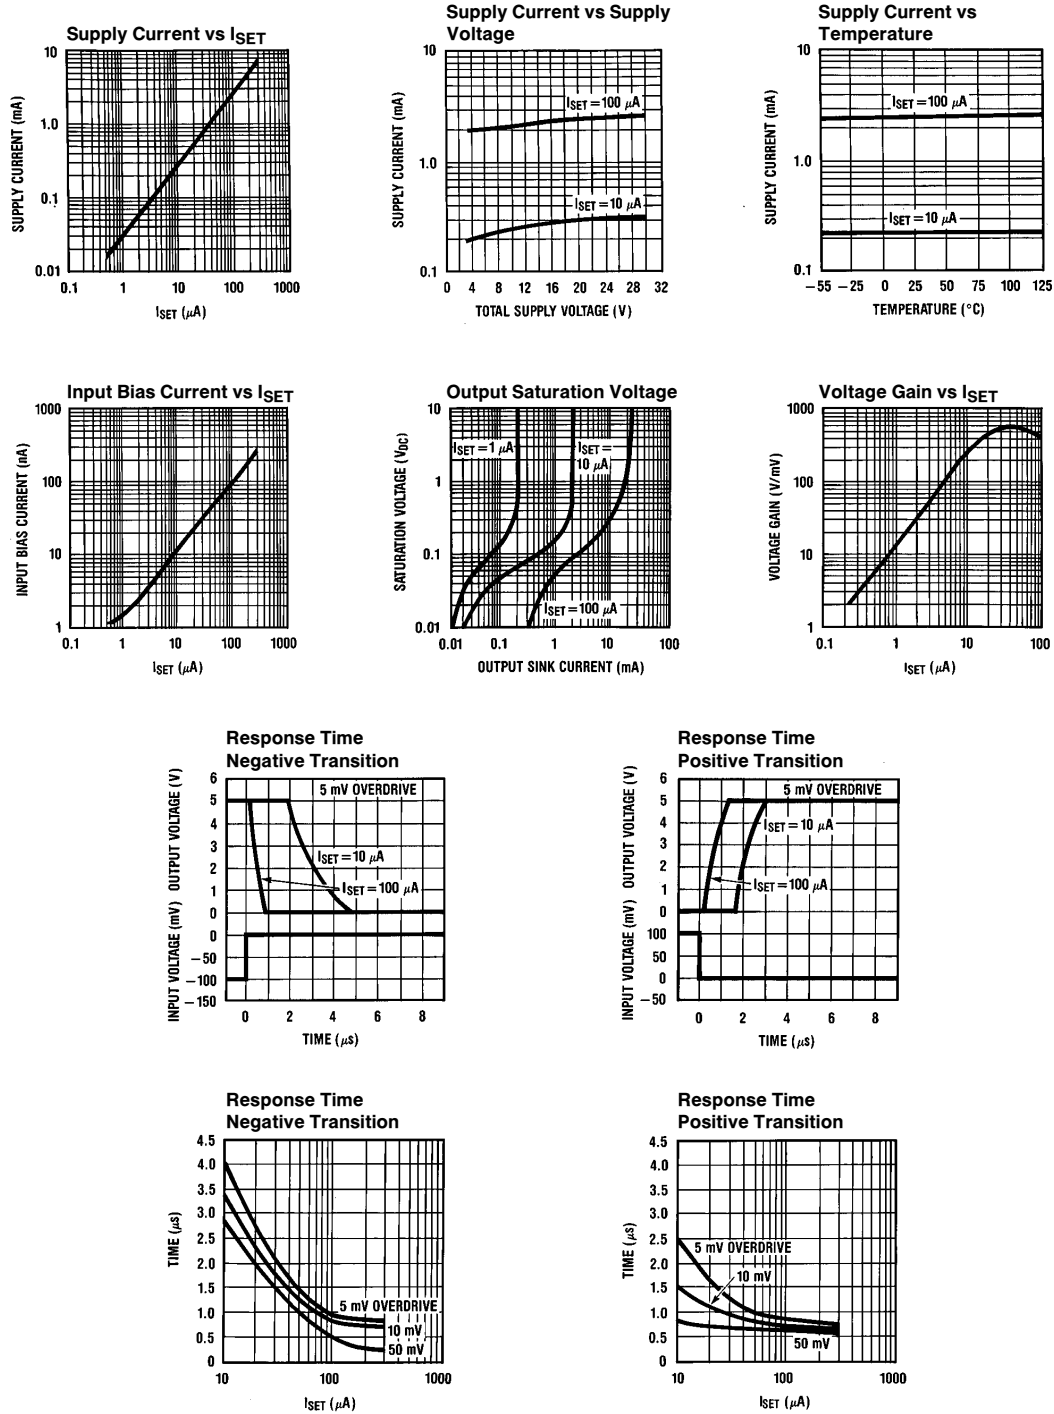 Supply Current vs ISET
10
1.0
0.1
0.01
SUPPLY CURRENT (mA)
0.1 1 10 100 1000
ISET (μA)
Supply Current vs Supply
Voltage
10
1.0
0.1
SUPPLY CURRENT (mA)
ISET = 100 μA
ISET = 10 μA
0 4 8 12 16 20 24 28 32
TOTAL SUPPLY VOLTAGE (V)
Supply Current vs
Temperature
10
1.0
0.1
SUPPLY CURRENT (mA)
ISET = 100 μA
ISET = 10 μA
−55 −25 0 25 50 75 100 125
TEMPERATURE (°C)
Input Bias Current vs ISET
1000
100
10
1
INPUT BIAS CURRENT (nA)
0.1 1 10 100 1000
ISET (μA)
Output Saturation Voltage
10
1
0.1
0.01
SATURATION VOLTAGE (VDC)
ISET = 1 μA
ISET =
10 μA
ISET = 100 μA
0.01 0.1 1.0 10 100
OUTPUT SINK CURRENT (mA)
Voltage Gain vs ISET
1000
100
10
1
VOLTAGE GAIN (V/mV)
0.1 1 10 100
ISET (μA)
Response Time
Negative Transition
6
5
4
3
2
1
0
0
−50
−100
−150
INPUT VOLTAGE (mV) OUTPUT VOLTAGE (V)
5 mV OVERDRIVE
ISET = 10 μA
ISET = 100 μA
0 2 4 6 8
TIME (μs)
Response Time
Positive Transition
6
5
4
3
2
1
0
100
50
0
−50
INPUT VOLTAGE (mV) OUTPUT VOLTAGE (V)
5 mV OVERDRIVE
ISET = 10 μA
ISET = 100 μA
0 2 4 6 8
TIME (μs)
Response Time
Negative Transition
4.5
4.0
3.5
3.0
2.5
2.0
1.5
1.0
0.5
0
TIME (μs)
5 mV OVERDRIVE
10 mV
50 mV
10 100 1000
ISET (μA)
Response Time
Positive Transition
4.5
4.0
3.5
3.0
2.5
2.0
1.5
1.0
0.5
0
TIME (μs)
5 mV OVERDRIVE
10 mV
50 mV
10 100 1000
ISET (μA)